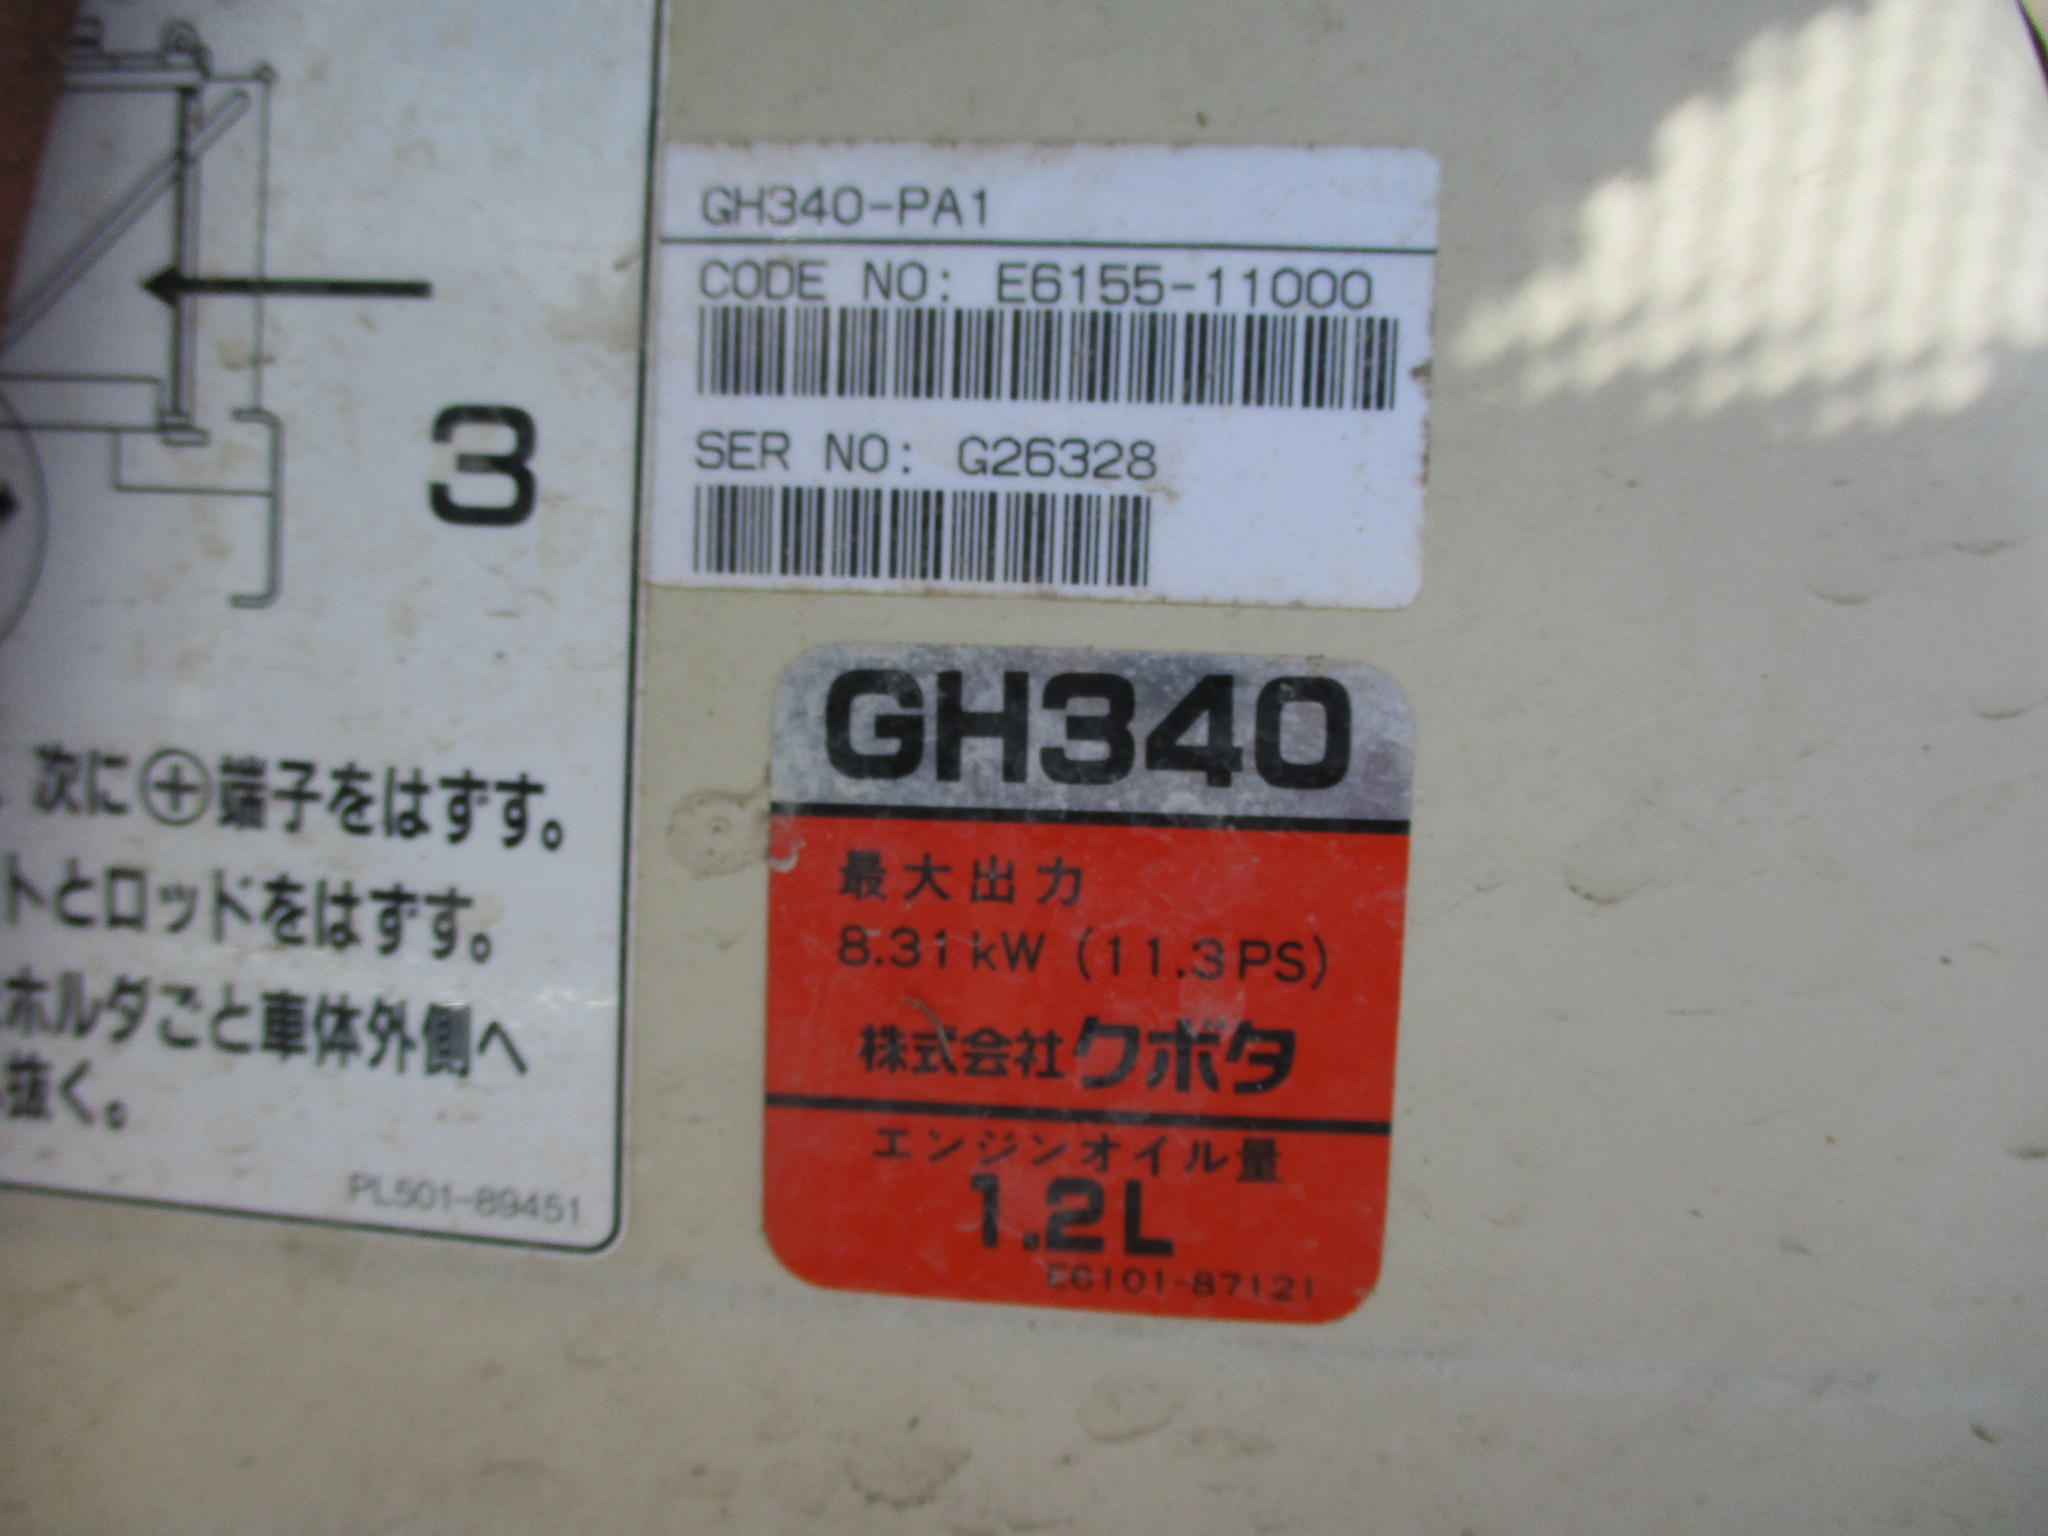 3
次に⊕端子をはずす。
トとロッドをはずす。
ホルダごと車体外側へ
抜く。
PL501-89451
GH340-PA1
CODE NO: E6155-11000
SER NO: G26328
GH340
最大出力
8.31kW (11.3PS)
株式会社クボタ
エンジンオイル量
1.2L
E6101-87121